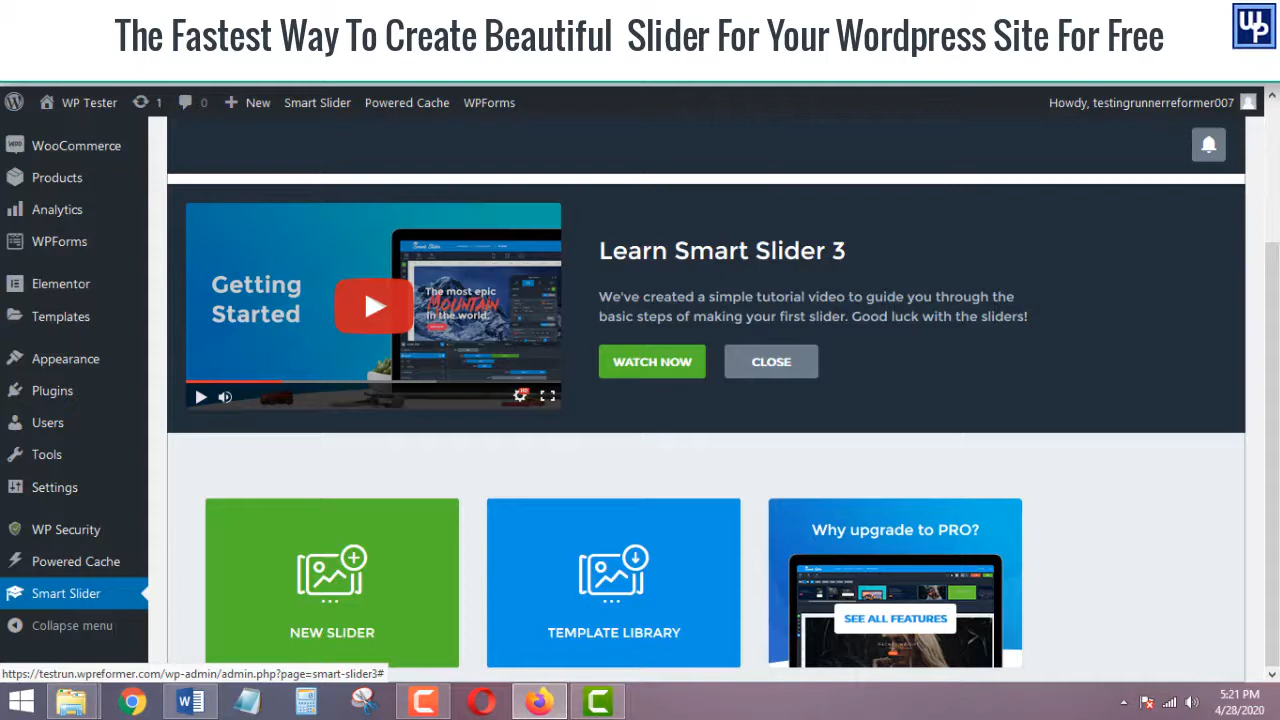 The Fastest Way To Create Beautiful Slider For Your Wordpress Site For Free
WP
WP Tester
1
0
New
Smart Slider
Powered Cache
WPForms
Howdy, testingrunnerreformer007
WooCommerce
Products
Analytics
WPForms
Elementor
Templates
Appearance
Plugins
Users
Tools
Settings
WP Security
Powered Cache
Smart Slider
Collapse menu
Getting
Started
The most epic
MOUNTAIN
in the world.
HD
Learn Smart Slider 3
We've created a simple tutorial video to guide you through the
basic steps of making your first slider. Good luck with the sliders!
WATCH NOW
CLOSE
NEW SLIDER
TEMPLATE LIBRARY
Why upgrade to PRO?
SEE ALL FEATURES
https://testrun.wpreformer.com/wp-admin/admin.php?page=smart-slider3#
5:21 PM
4/28/2020